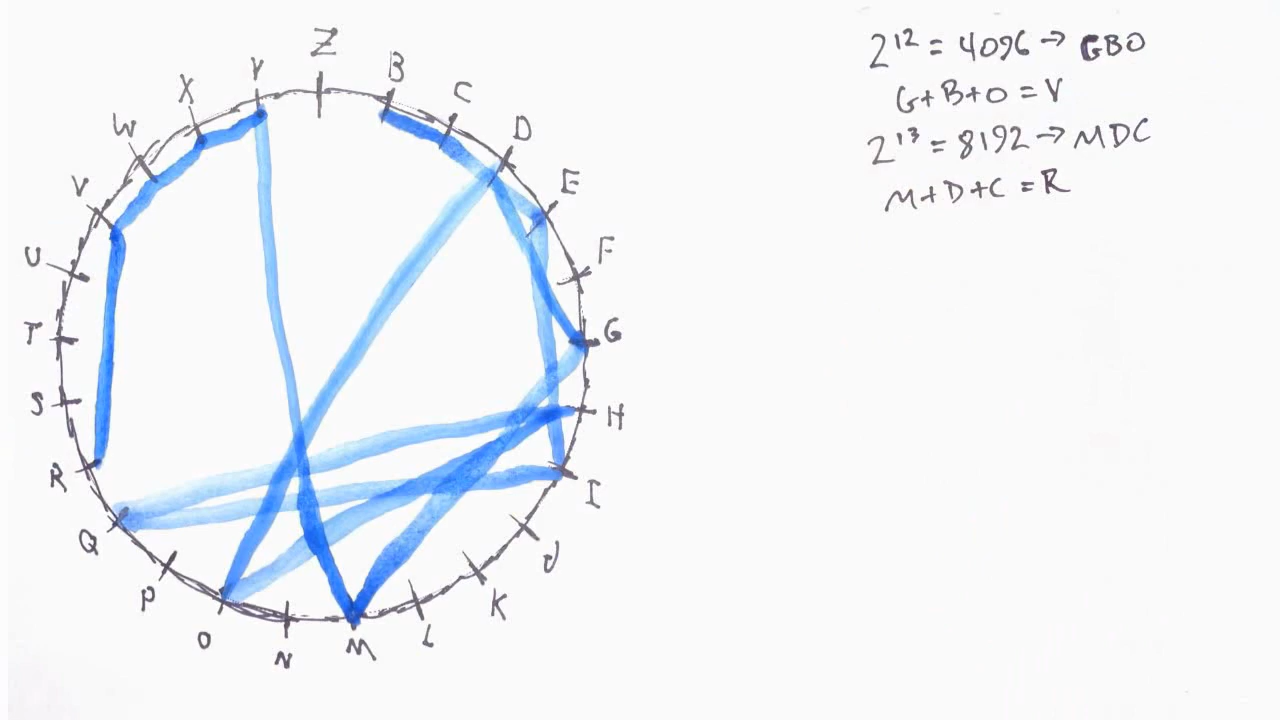 Z
B
C
D
E
F
G
H
I
J
K
L
M
N
O
P
Q
R
S
T
U
V
W
X
Y
2¹² = 4096 → GBO
G+B+O = V
2¹³ = 8192 → MDC
M+D+C = R